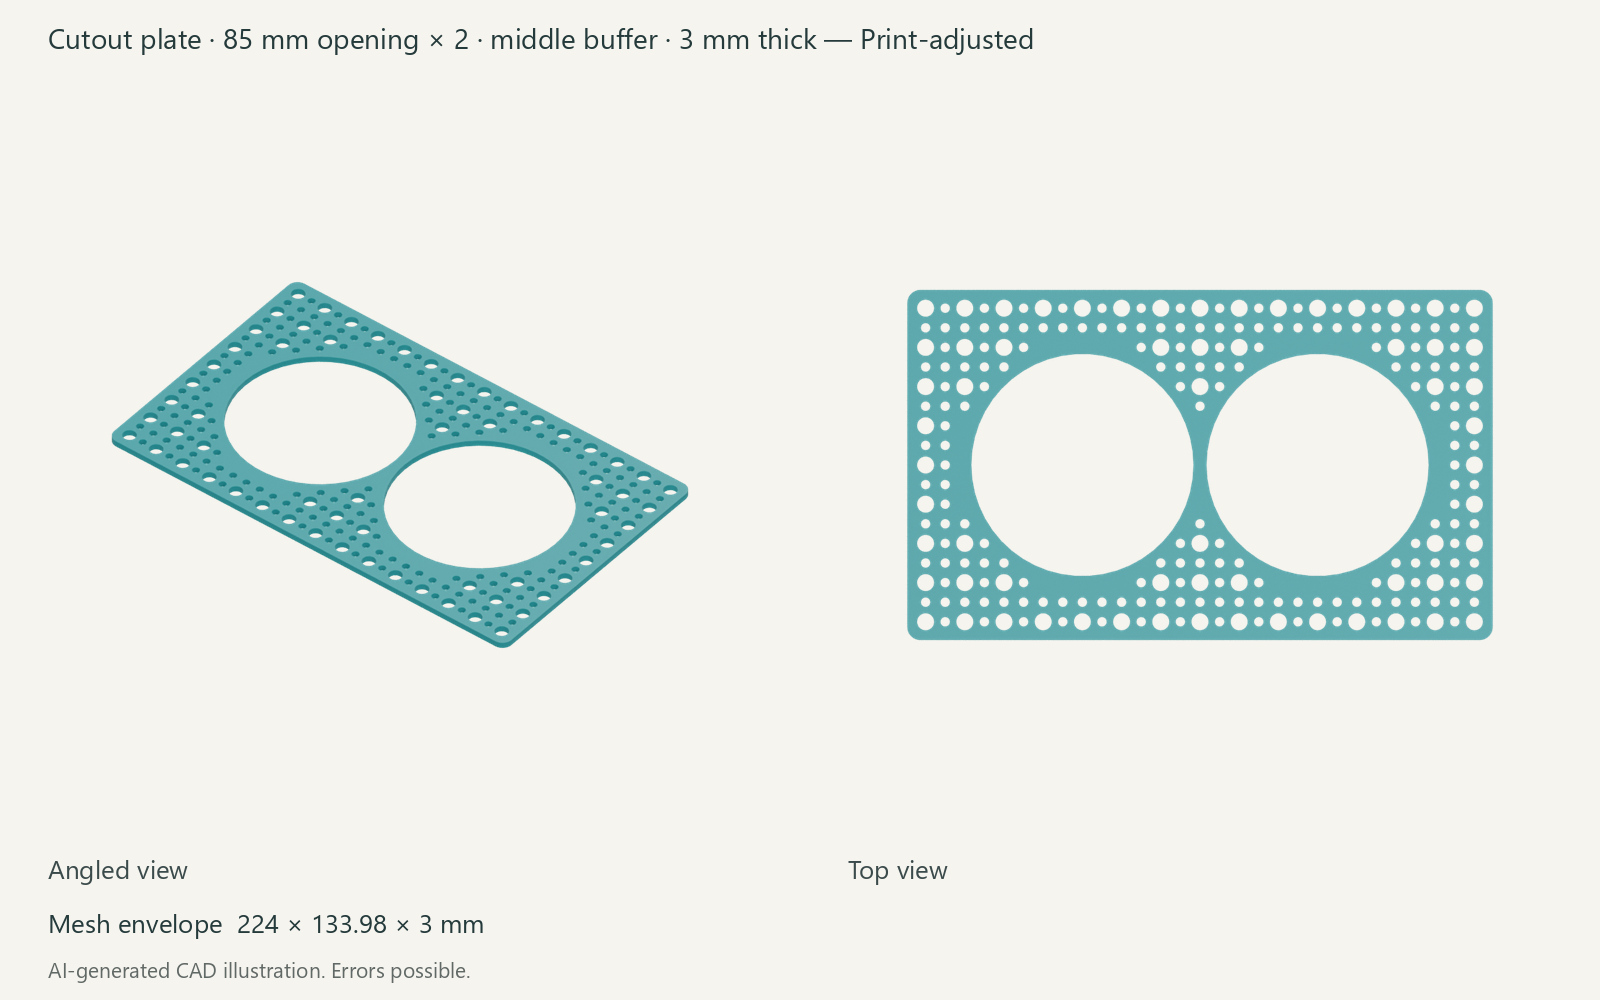 Cutout plate · 85 mm opening × 2 · middle buffer · 3 mm thick — Print-adjusted
Angled view
Top view
Mesh envelope 224 × 133.98 × 3 mm
AI-generated CAD illustration. Errors possible.